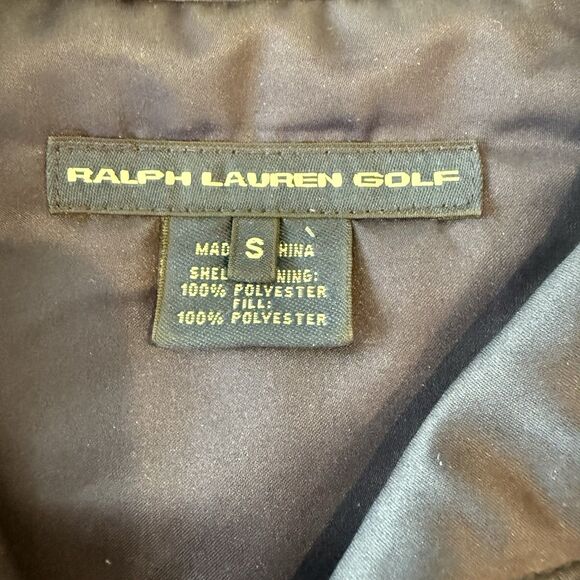 RALPH LAUREN GOLF
S
MAD HINA
SHEL NING:
100% POLYESTER
FILL:
100% POLYESTER